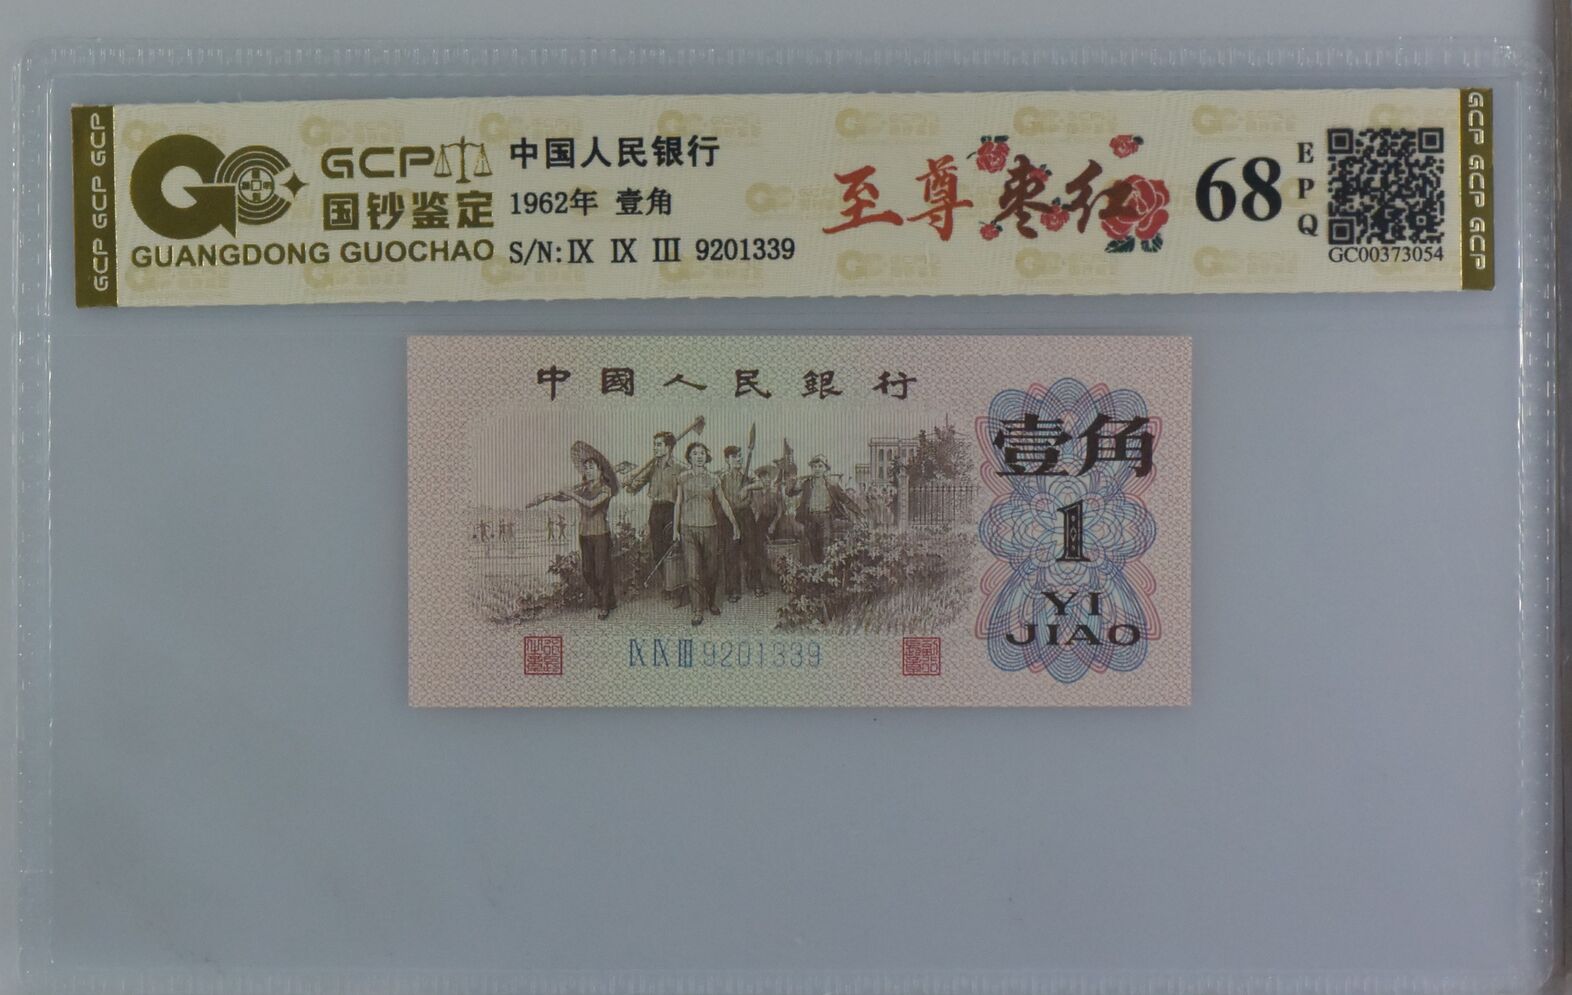 GCP GCP GCP
GCP
国钞鉴定
GUANGDONG GUOCHAO
中国人民银行
1962年 壹角
S/N: IX IX III 9201339
至尊 枣红
68
EPQ
GC00373054
GCP GCP GCP
中國人民銀行
壹角
1
YI
JIAO
IX IX III 9201339